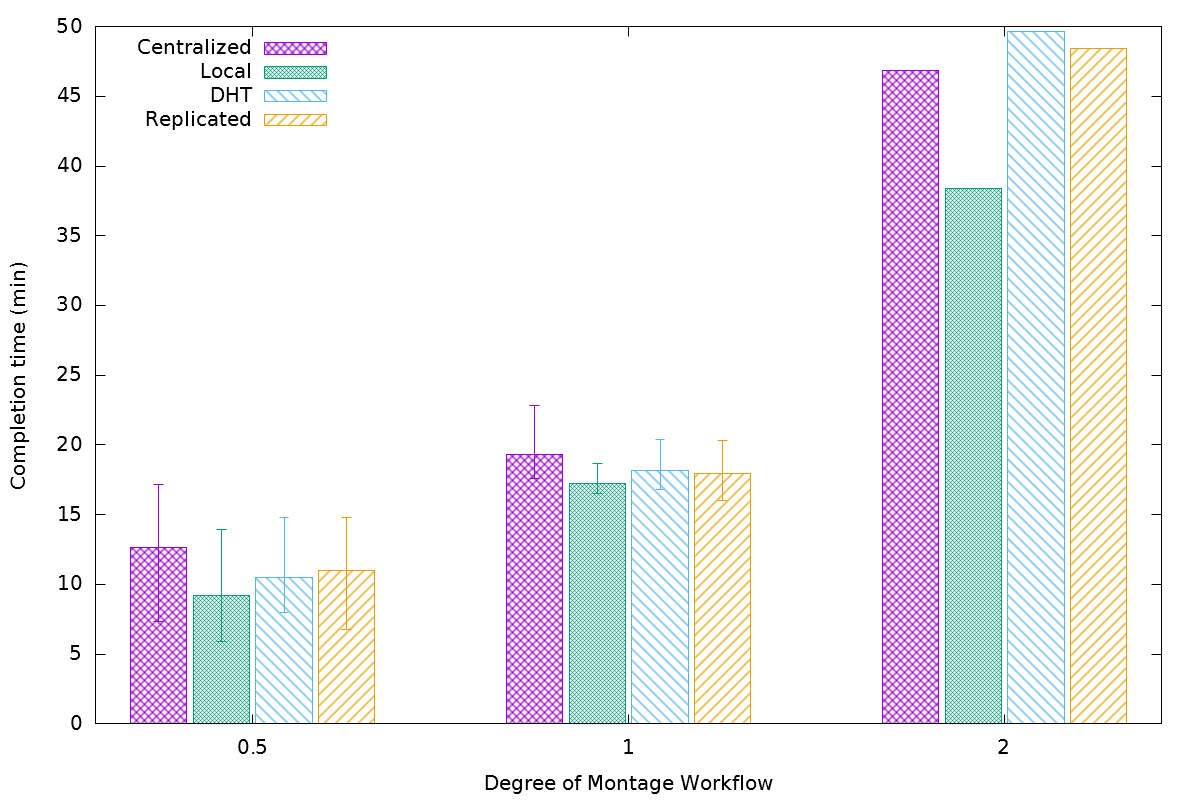 50
45
40
35
30
25
20
15
10
5
0
Completion time (min)
Centralized
Local
DHT
Replicated
0.5
1
2
Degree of Montage Workflow